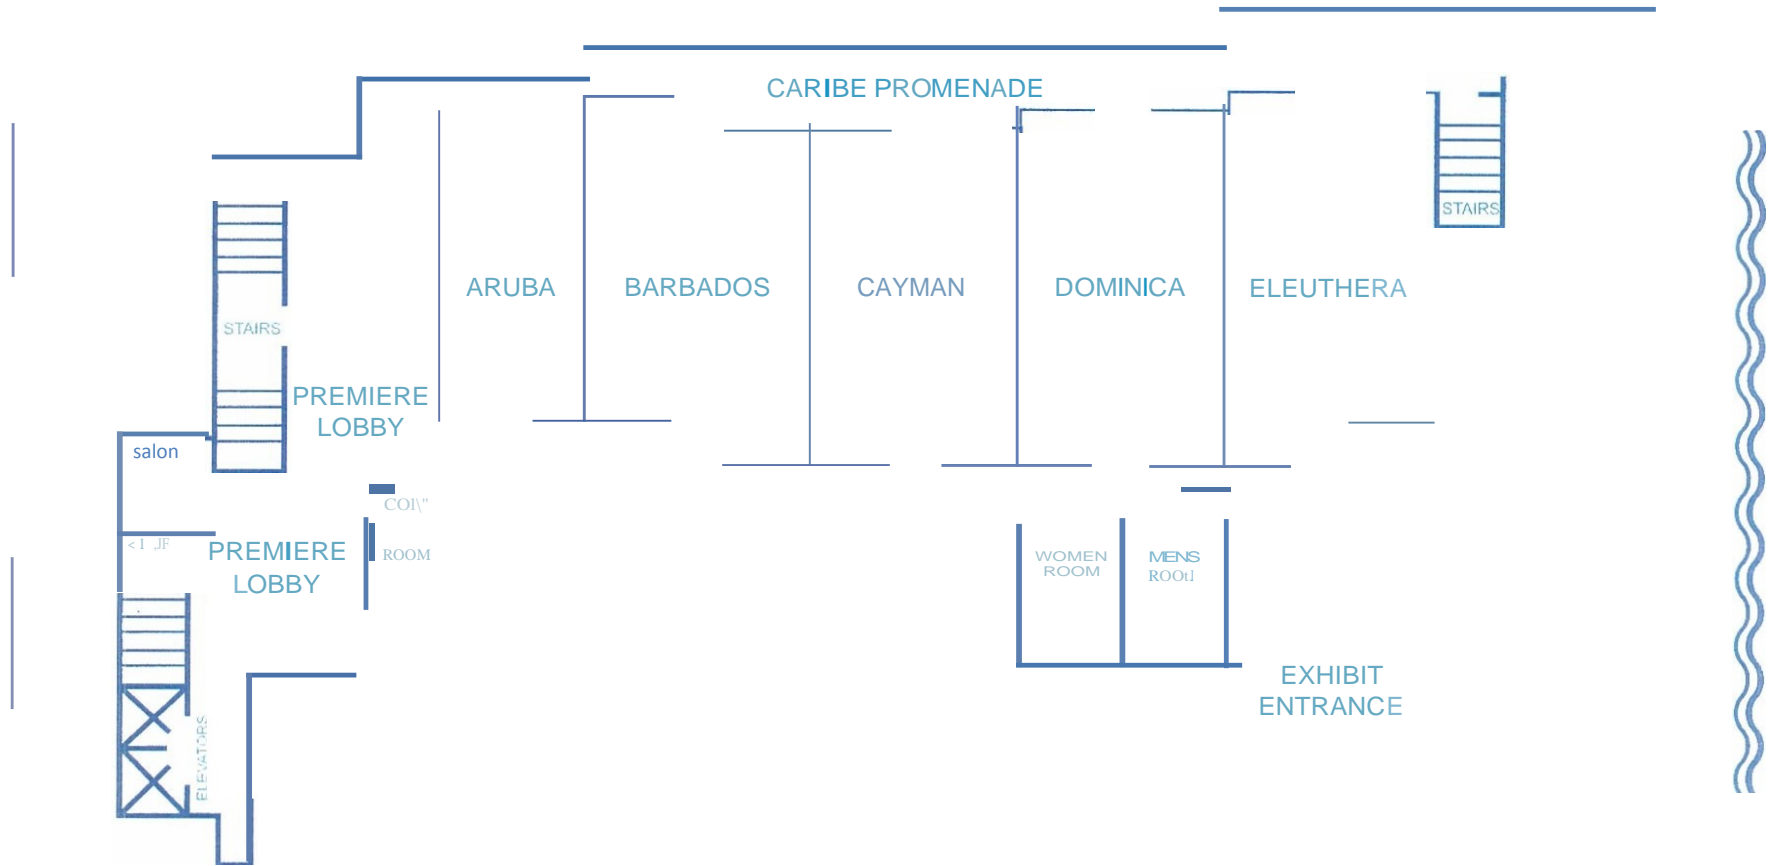 CARIBE PROMENADE
STAIRS
ARUBA
BARBADOS
CAYMAN
DOMINICA
ELEUTHERA
STAIRS
PREMIERE
LOBBY
salon
ROOM
PREMIERE
LOBBY
WOMEN
ROOM
MENS
EXHIBIT
ENTRANCE
ELEVATORS